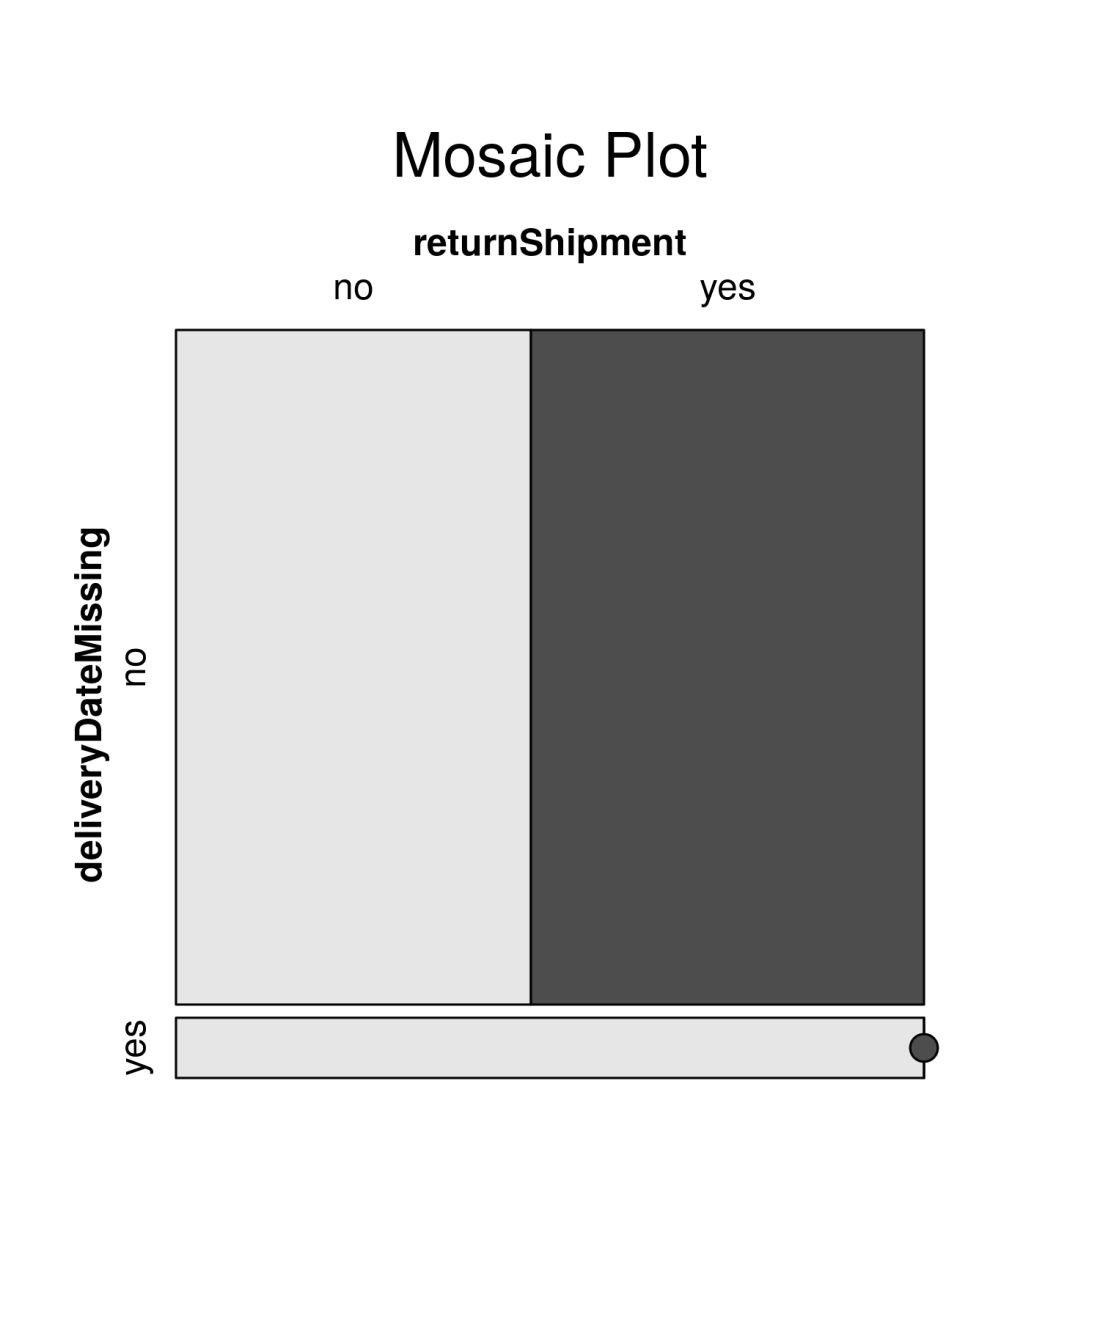 Mosaic Plot
returnShipment
no yes
deliveryDateMissing
no
yes